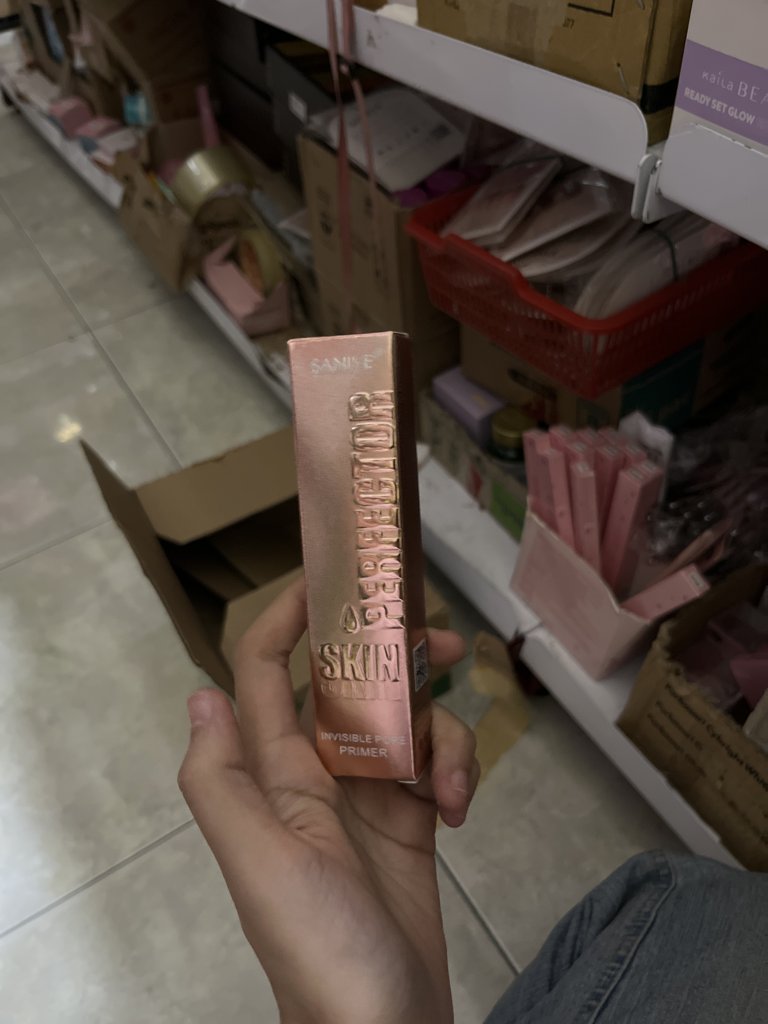 SANIYE
PERFECTOR
SKIN
INVISIBLE PORE
PRIMER
Kaila BEA
READY SET GLOW